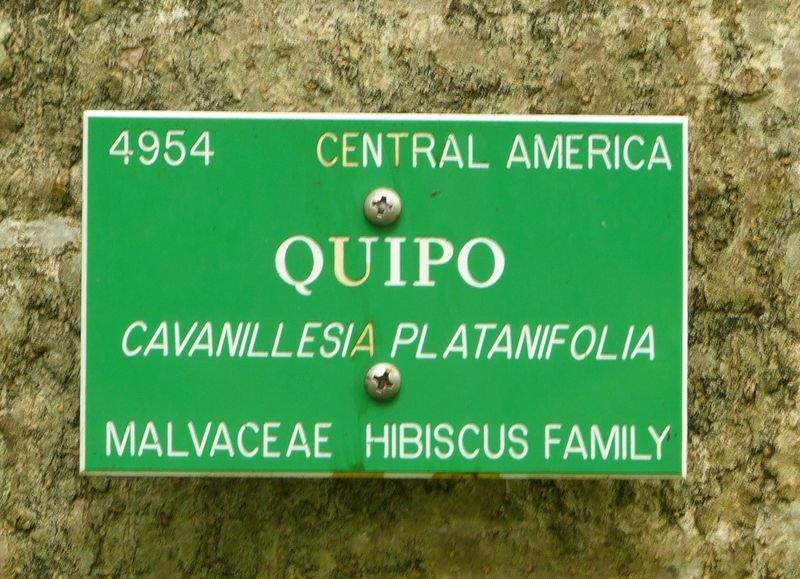 4954 CENTRAL AMERICA
QUIPO
CAVANILLESIA PLATANIFOLIA
MALVACEAE HIBISCUS FAMILY